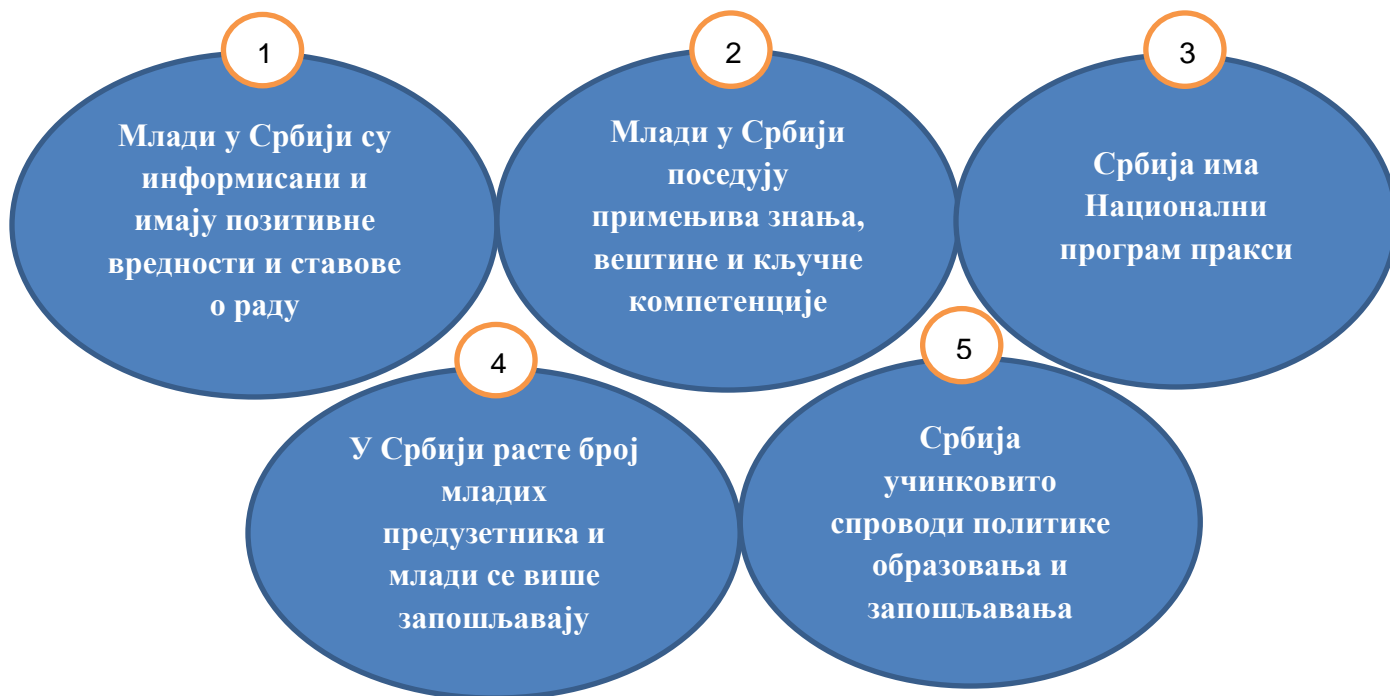 1
Млади у Србији су
информисани и
имају позитивне
вредности и ставове
о раду
2
Млади у Србији
поседују
примењива знања,
вештине и кључне
компетенције
3
Србија има
Национални
програм пракси
4
У Србији расте број
младих
предузетника и
млади се више
запошљавају
5
Србија
учинковито
спроводи политике
образовања и
запошљавања